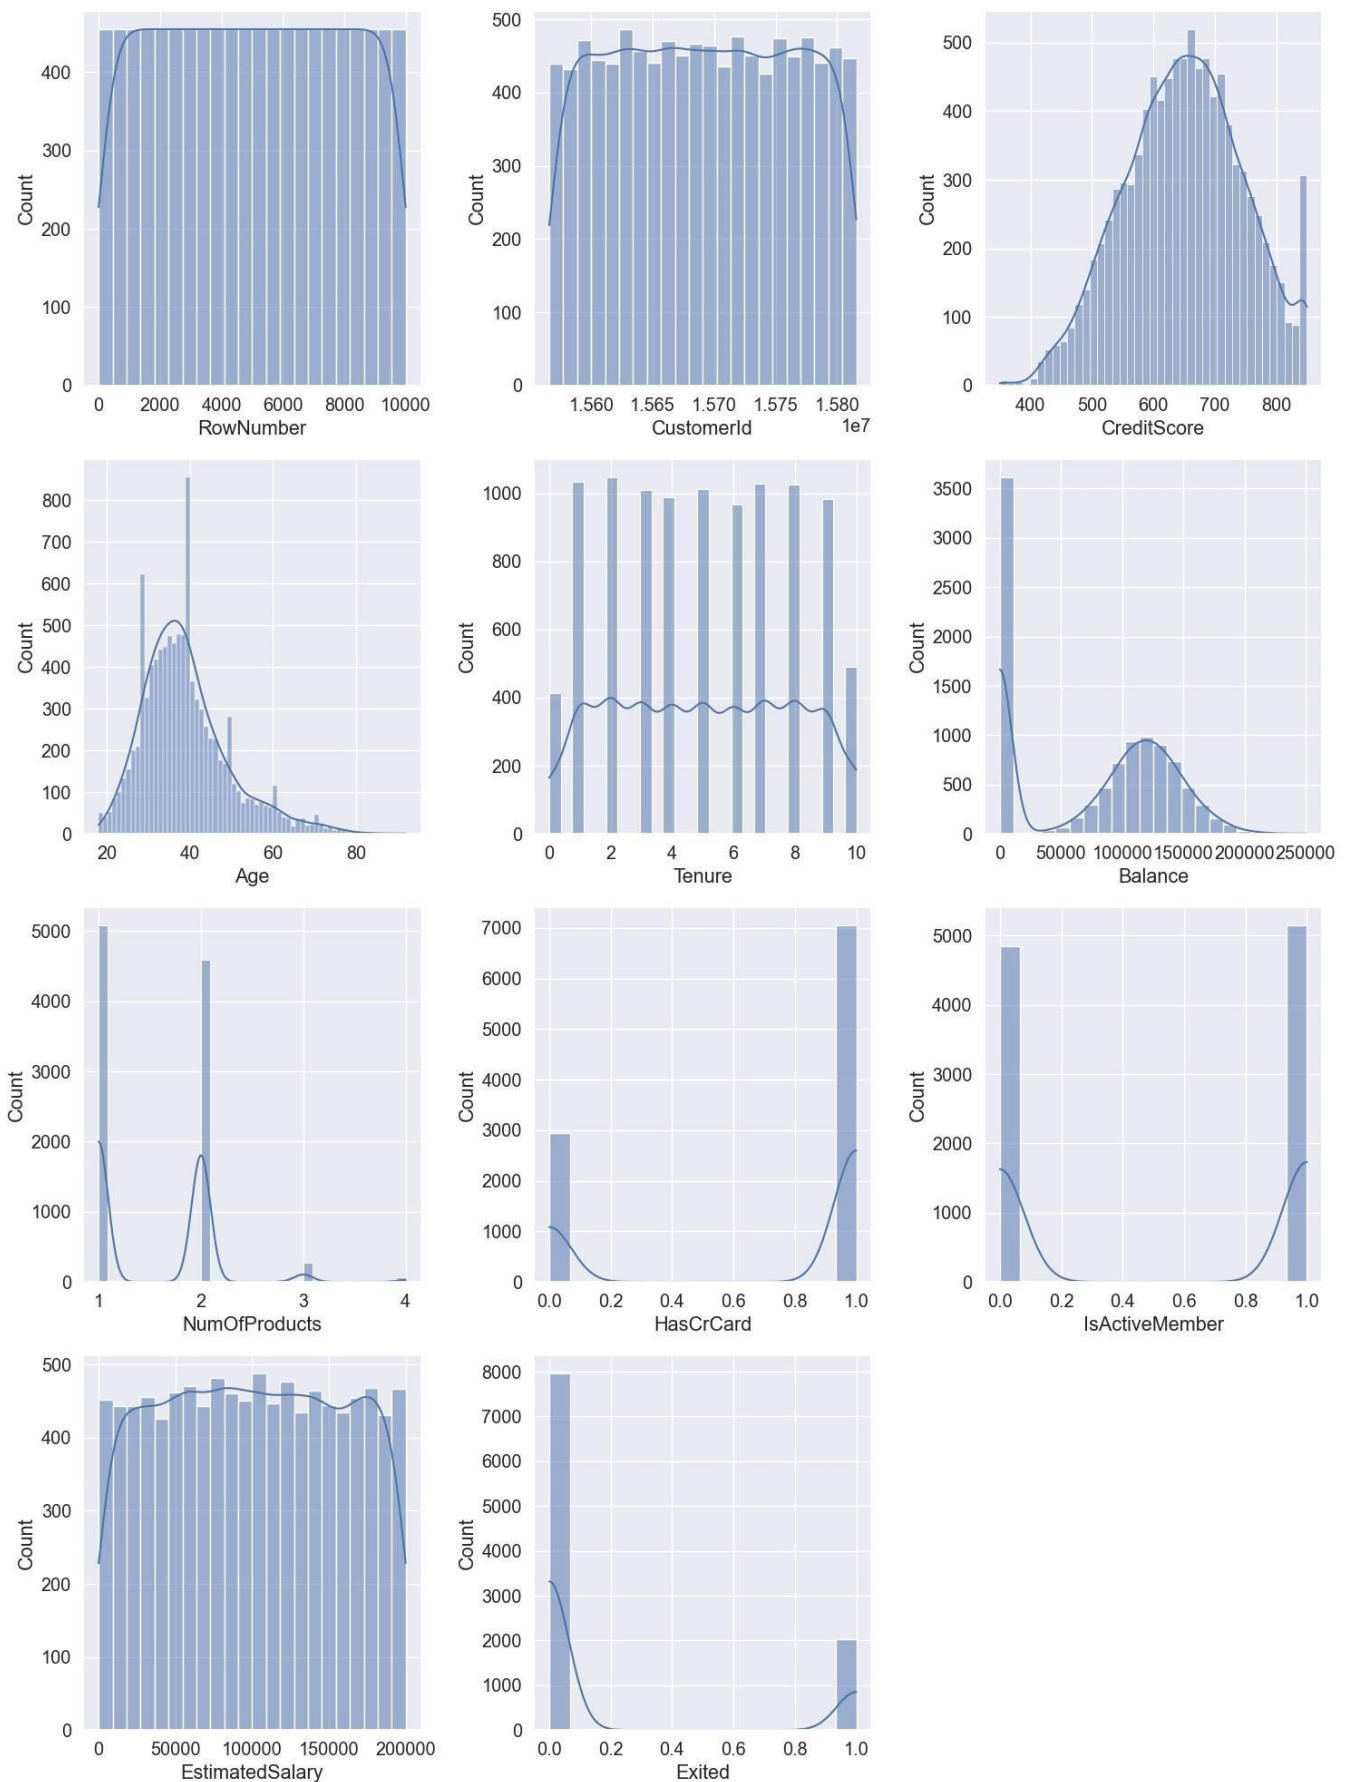 400
300
200
100
0
Count
0 2000 4000 6000 8000 10000
RowNumber
500
400
300
200
100
0
Count
1.560 1.565 1.570 1.575 1.580
1e7
CustomerId
500
400
300
200
100
0
Count
400 500 600 700 800
CreditScore
800
700
600
500
400
300
200
100
0
Count
20 40 60 80
Age
1000
800
600
400
200
0
Count
0 2 4 6 8 10
Tenure
3500
3000
2500
2000
1500
1000
500
0
Count
0 50000 100000 150000 200000 250000
Balance
5000
4000
3000
2000
1000
0
Count
1 2 3 4
NumOfProducts
7000
6000
5000
4000
3000
2000
1000
0
Count
0.0 0.2 0.4 0.6 0.8 1.0
HasCrCard
5000
4000
3000
2000
1000
0
Count
0.0 0.2 0.4 0.6 0.8 1.0
IsActiveMember
500
400
300
200
100
0
Count
0 50000 100000 150000 200000
EstimatedSalary
8000
7000
6000
5000
4000
3000
2000
1000
0
Count
0.0 0.2 0.4 0.6 0.8 1.0
Exited